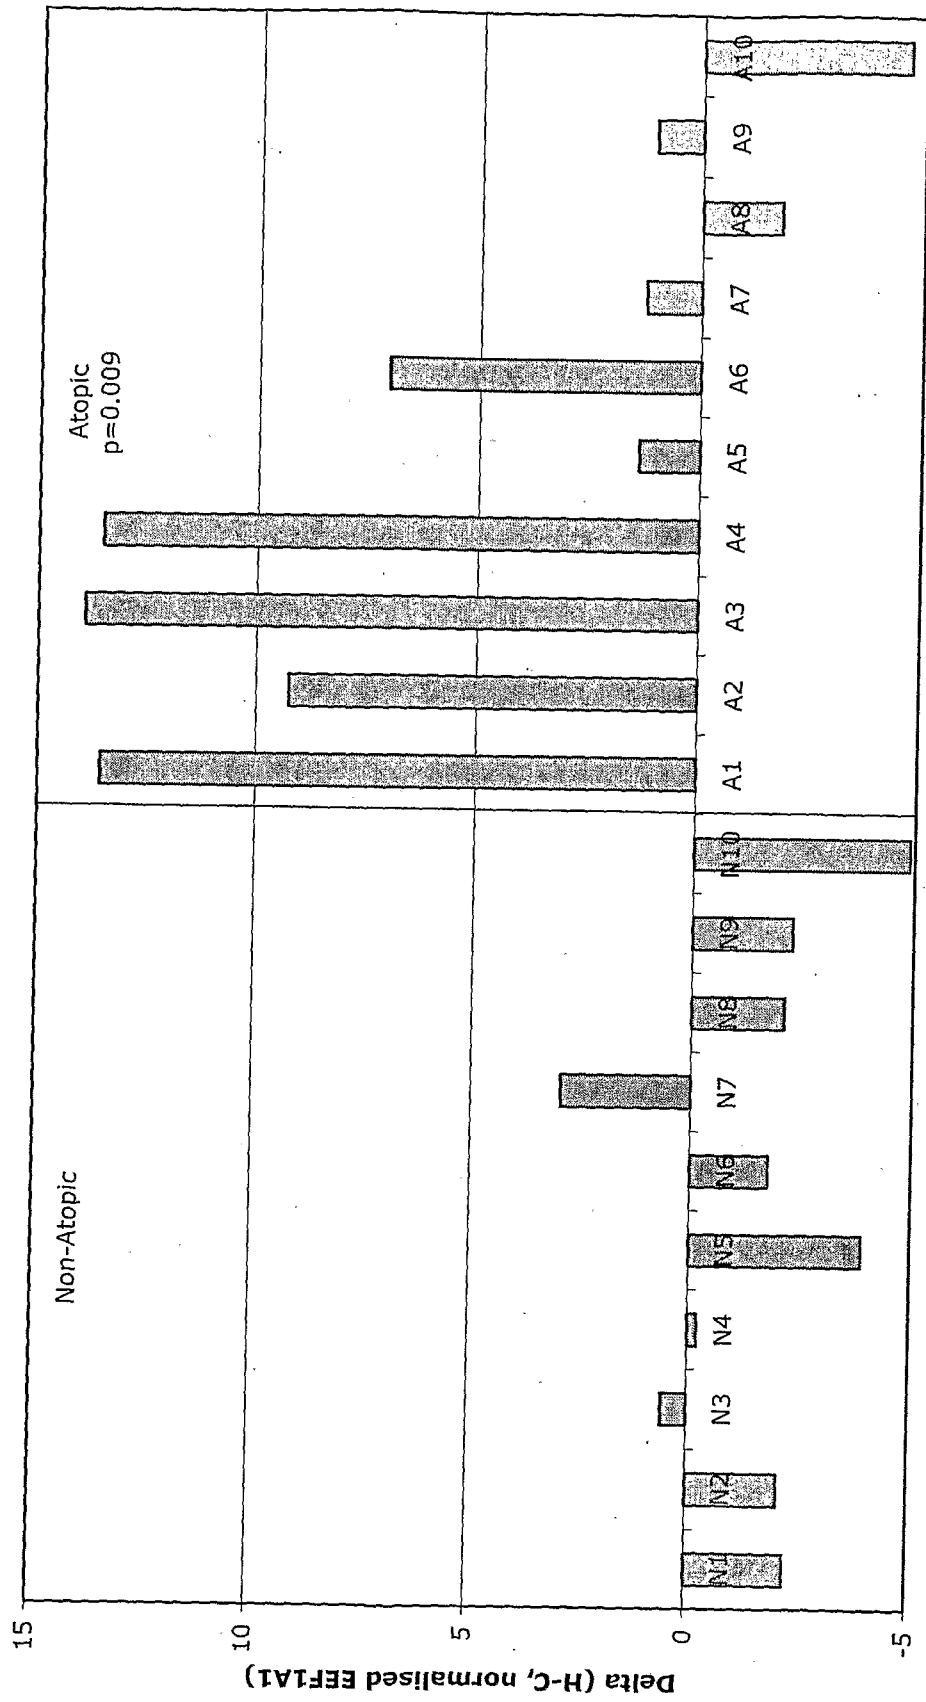 Non-Atopic
Atopic
p=0.009
15
10
5
0
-5
Delta (H-C, normalised EEF1A1)
N1
N2
N3
N4
N5
N6
N7
N8
N9
N10
A1
A2
A3
A4
A5
A6
A7
A8
A9
A10